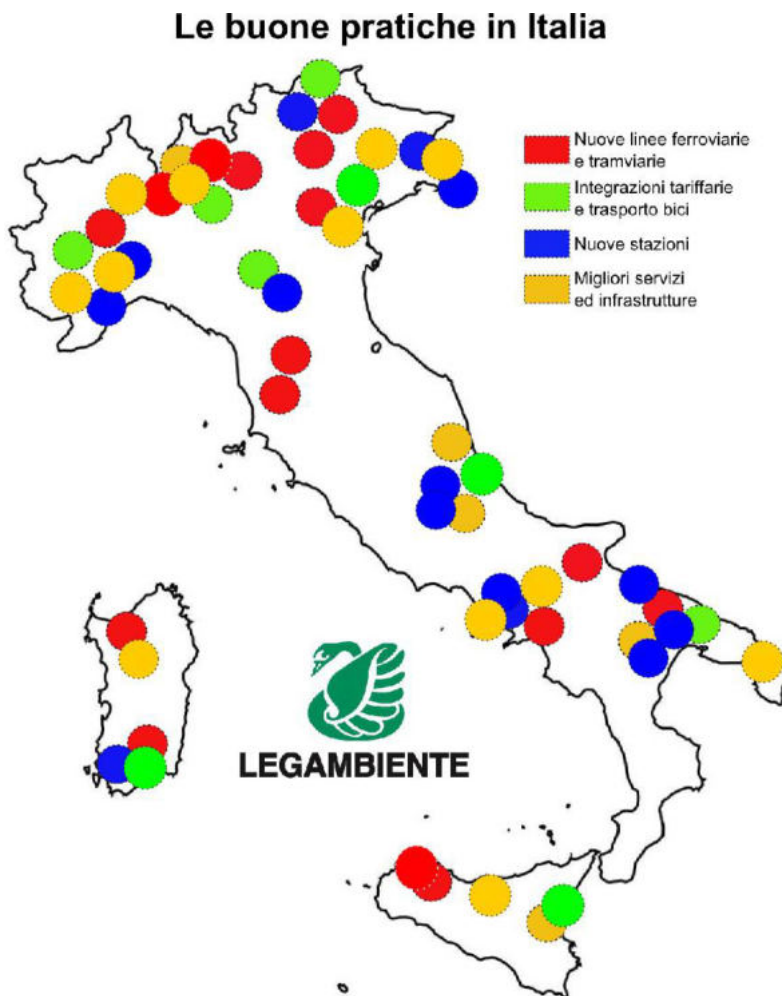 Le buone pratiche in Italia
Nuove linee ferroviarie
e tramviarie
Integrazioni tariffarie
e trasporto bici
Nuove stazioni
Migliori servizi
ed infrastrutture
LEGAMBIENTE